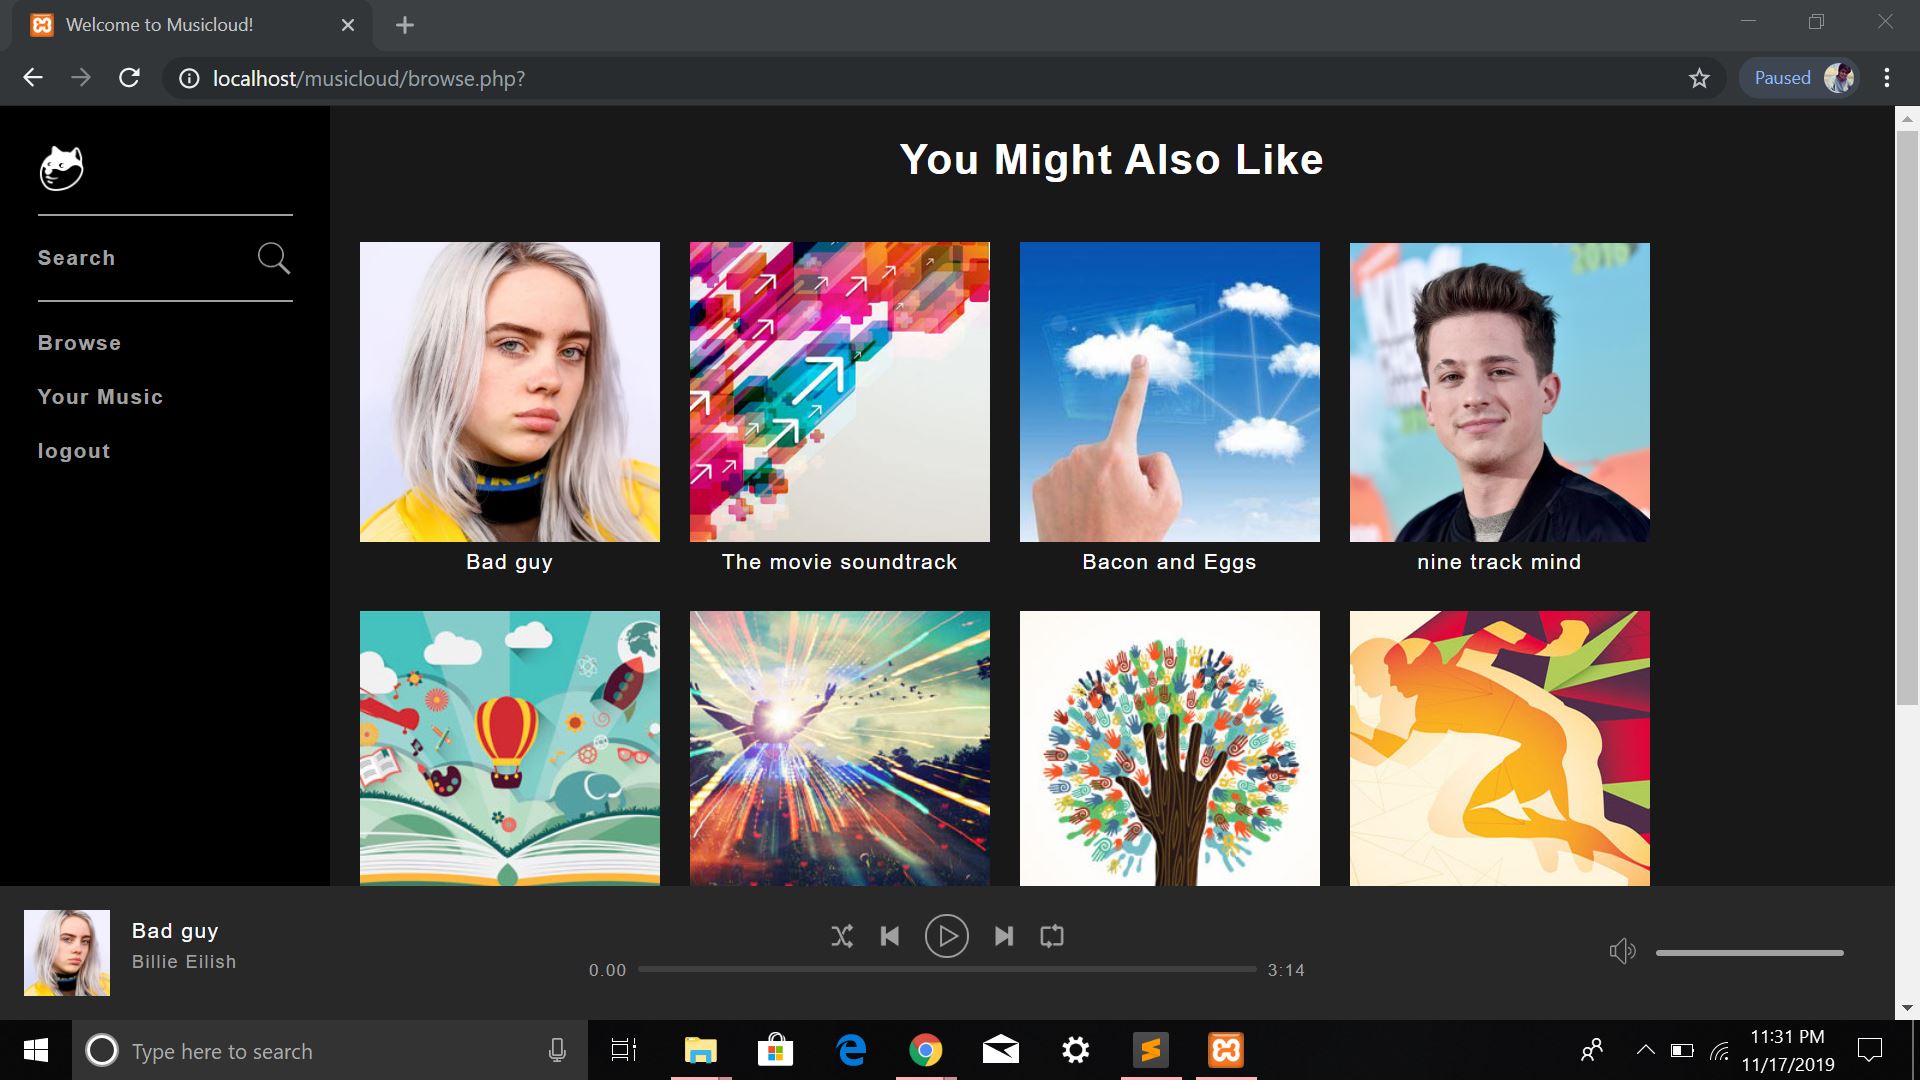 Welcome to Musicloud!
localhost/musicloud/browse.php?
Paused
You Might Also Like
Search
Browse
Your Music
logout
Bad guy
The movie soundtrack
Bacon and Eggs
nine track mind
Bad guy
Billie Eilish
0.00
3:14
Type here to search
11:31 PM
11/17/2019